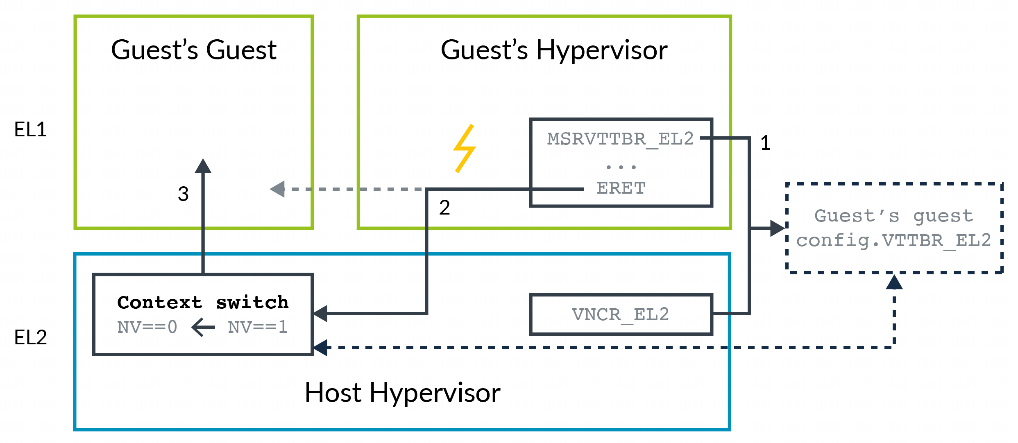 Guest’s Guest
Guest’s Hypervisor
EL1
MSRVTTBR_EL2
...
ERET
1
2
3
Guest’s guest
config.VTTBR_EL2
Context switch
NV==0 ← NV==1
VNCR_EL2
EL2
Host Hypervisor